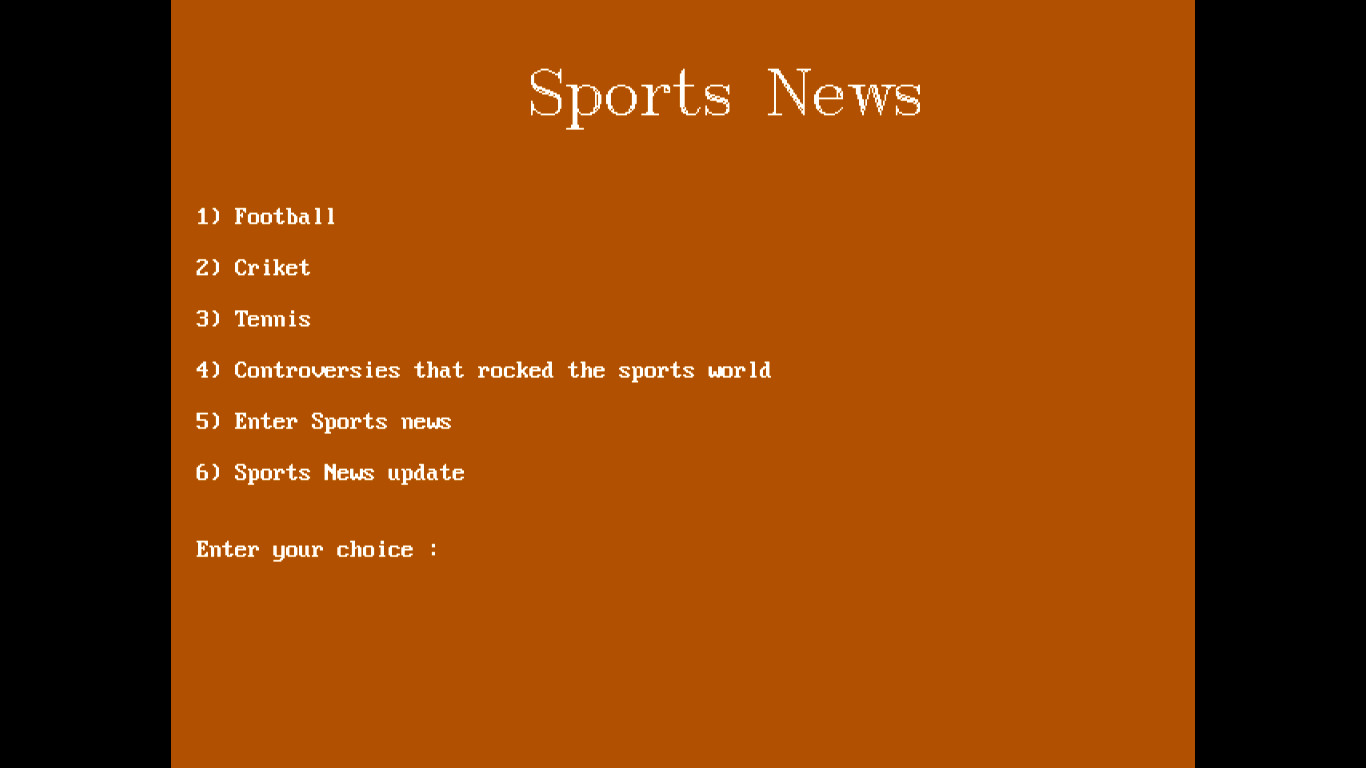 Sports News
1) Football
2) Criket
3) Tennis
4) Controversies that rocked the sports world
5) Enter Sports news
6) Sports News update
Enter your choice :